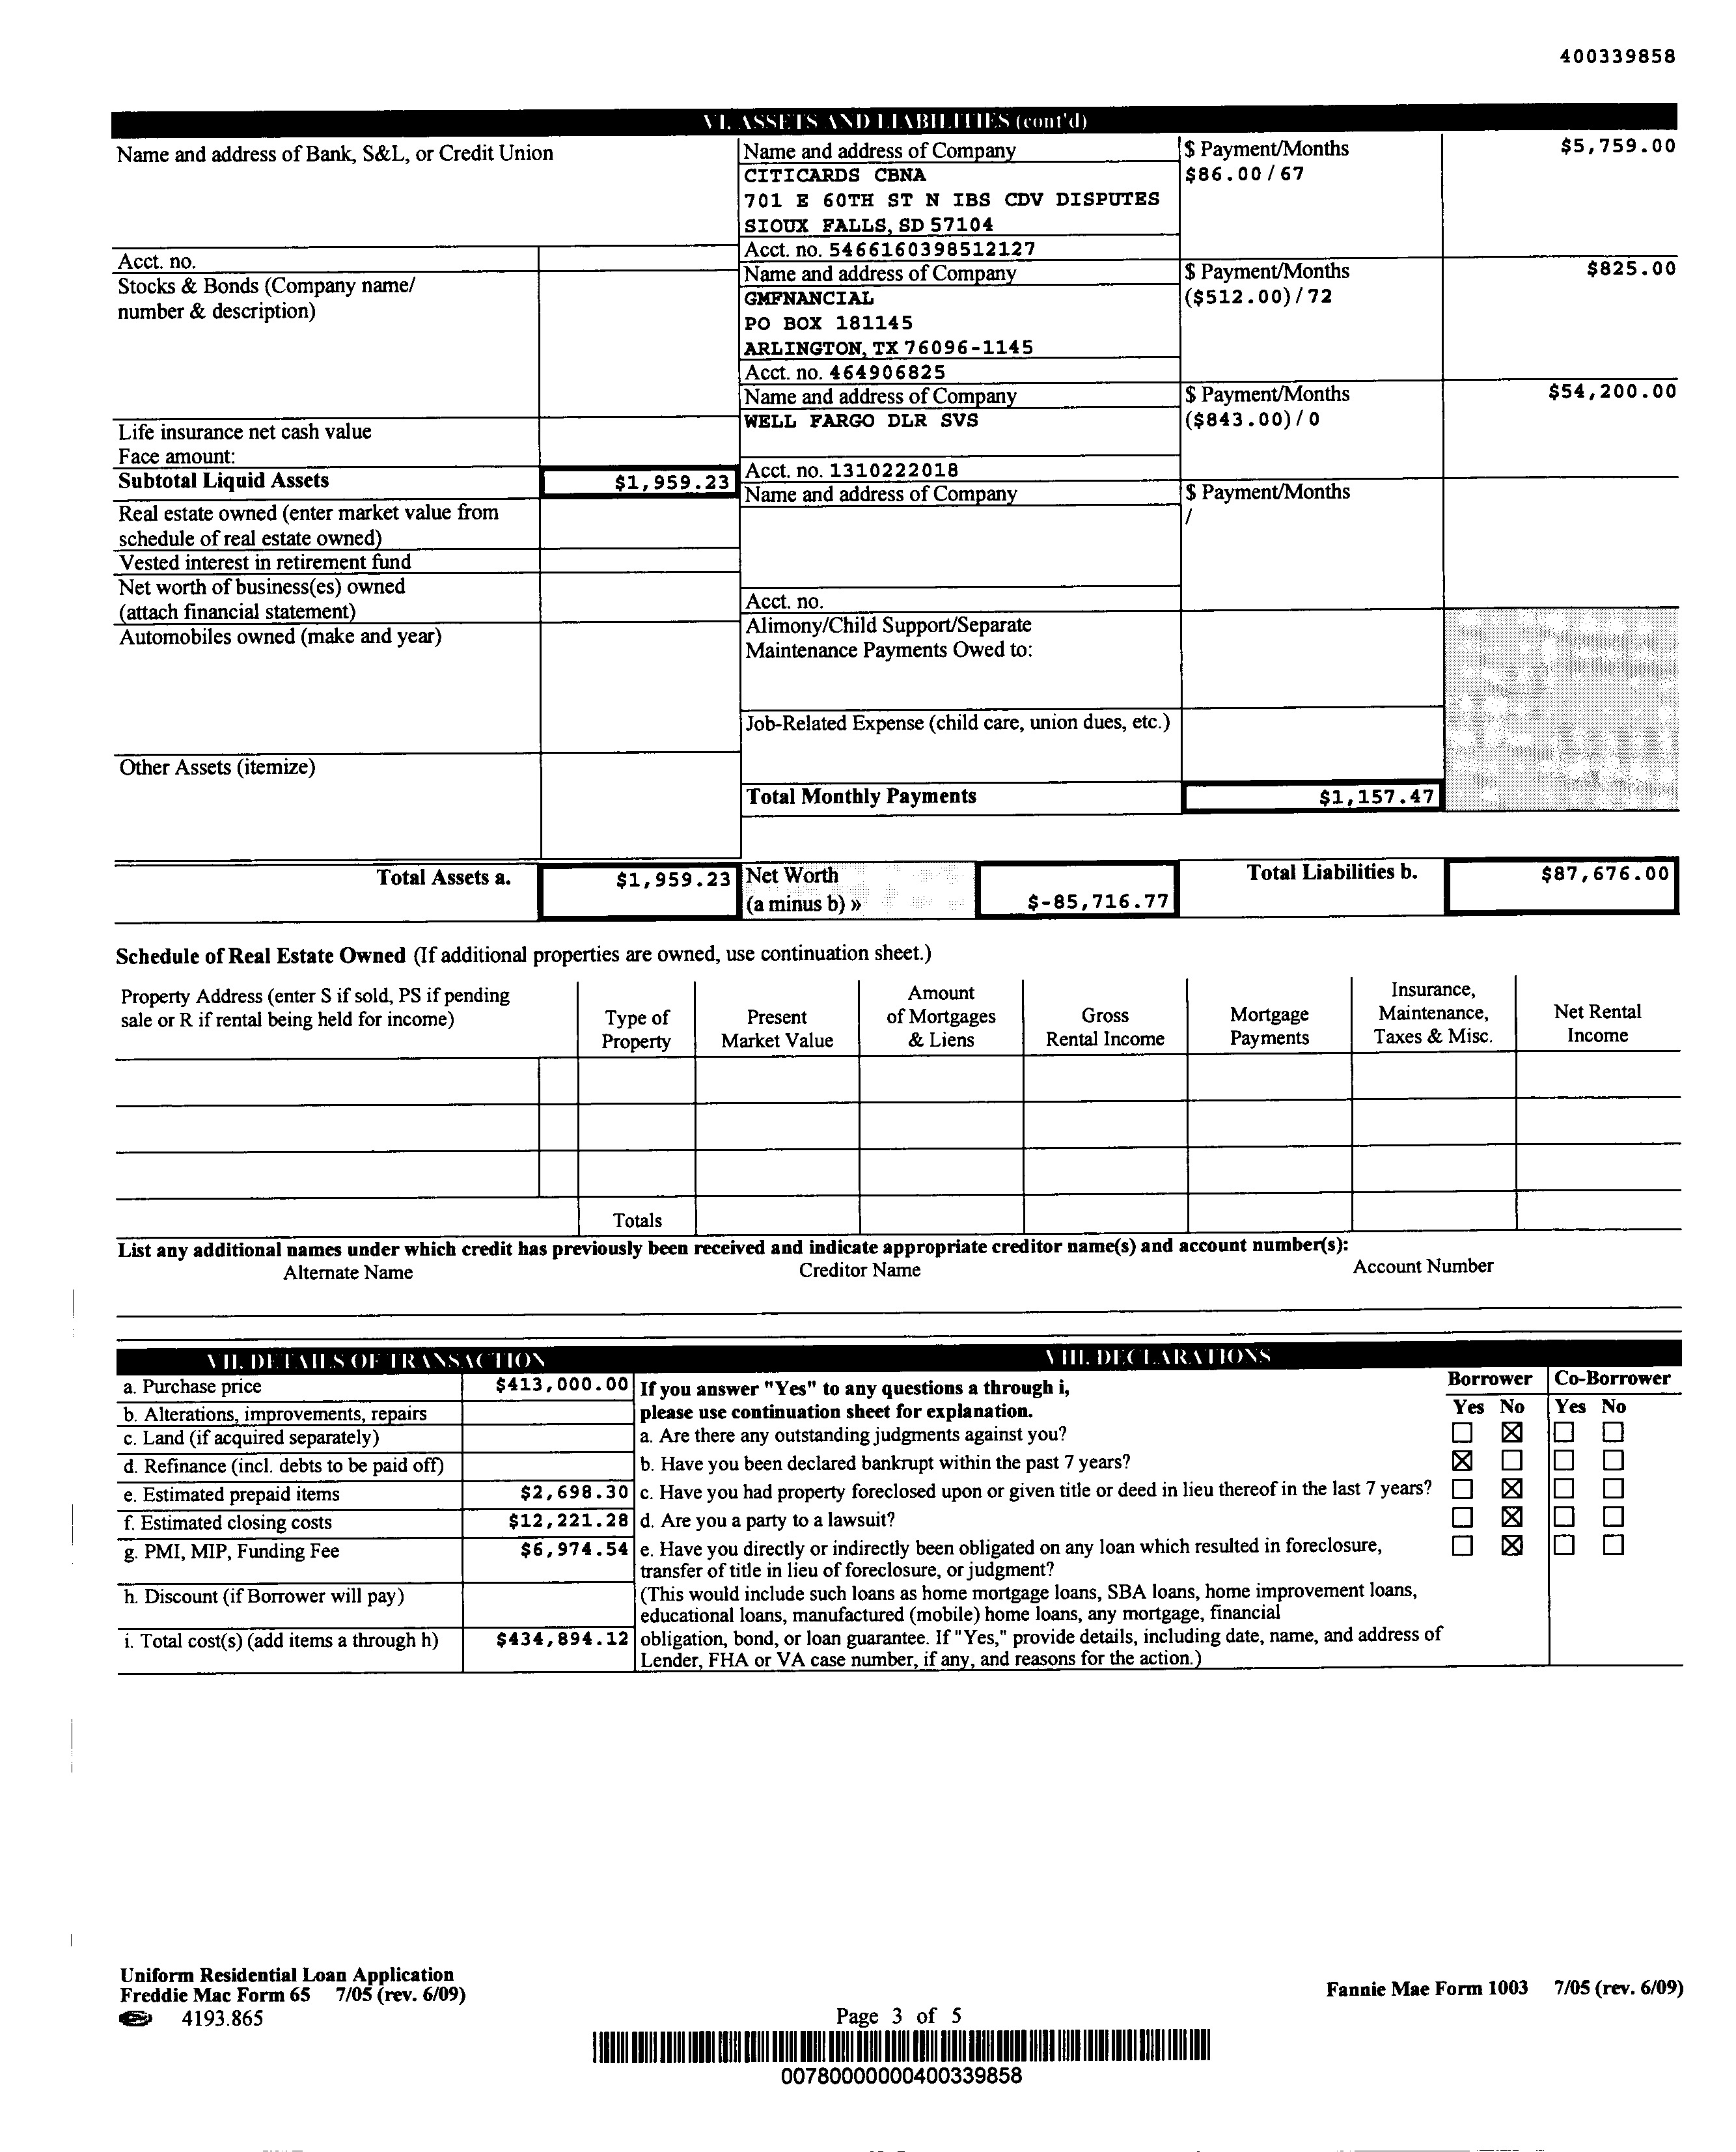 400339858
VI. ASSETS AND LIABILITIES (cont'd)
Name and address of Bank, S&L, or Credit Union
Acct. no.
Stocks & Bonds (Company name/
number & description)
Life insurance net cash value
Face amount:
Subtotal Liquid Assets $1,959.23
Real estate owned (enter market value from
schedule of real estate owned)
Vested interest in retirement fund
Net worth of business(es) owned
(attach financial statement)
Automobiles owned (make and year)
Other Assets (itemize)
Name and address of Company $ Payment/Months $5,759.00
CITICARDS CBNA $86.00/67
701 E 60TH ST N IBS CDV DISPUTES
SIOUX FALLS, SD 57104
Acct. no. 5466160398512127
Name and address of Company $ Payment/Months $825.00
GMFNANCIAL ($512.00)/72
PO BOX 181145
ARLINGTON, TX 76096-1145
Acct. no. 464906825
Name and address of Company $ Payment/Months $54,200.00
WELL FARGO DLR SVS ($843.00)/0
Acct. no. 1310222018
Name and address of Company $ Payment/Months
/
Acct. no.
Alimony/Child Support/Separate
Maintenance Payments Owed to:
Job-Related Expense (child care, union dues, etc.)
Total Monthly Payments $1,157.47
Total Assets a. $1,959.23 Net Worth Total Liabilities b. $87,676.00
(a minus b) » $-85,716.77
Schedule of Real Estate Owned (If additional properties are owned, use continuation sheet.)
Property Address (enter S if sold, PS if pending
sale or R if rental being held for income)
Type of
Property
Present
Market Value
Amount
of Mortgages
& Liens
Gross
Rental Income
Mortgage
Payments
Insurance,
Maintenance,
Taxes & Misc.
Net Rental
Income
Totals
List any additional names under which credit has previously been received and indicate appropriate creditor name(s) and account number(s):
Alternate Name Creditor Name Account Number
VII. DETAILS OF TRANSACTION
a. Purchase price $413,000.00
b. Alterations, improvements, repairs
c. Land (if acquired separately)
d. Refinance (incl. debts to be paid off)
e. Estimated prepaid items $2,698.30
f. Estimated closing costs $12,221.28
g. PMI, MIP, Funding Fee $6,974.54
h. Discount (if Borrower will pay)
i. Total cost(s) (add items a through h) $434,894.12
VIII. DECLARATIONS
If you answer "Yes" to any questions a through i,
please use continuation sheet for explanation.
Borrower Co-Borrower
Yes No Yes No
a. Are there any outstanding judgments against you?
b. Have you been declared bankrupt within the past 7 years?
c. Have you had property foreclosed upon or given title or deed in lieu thereof in the last 7 years?
d. Are you a party to a lawsuit?
e. Have you directly or indirectly been obligated on any loan which resulted in foreclosure,
transfer of title in lieu of foreclosure, or judgment?
(This would include such loans as home mortgage loans, SBA loans, home improvement loans,
educational loans, manufactured (mobile) home loans, any mortgage, financial
obligation, bond, or loan guarantee. If "Yes," provide details, including date, name, and address of
Lender, FHA or VA case number, if any, and reasons for the action.)
Uniform Residential Loan Application
Freddie Mac Form 65 7/05 (rev. 6/09)
4193.865
Fannie Mae Form 1003 7/05 (rev. 6/09)
Page 3 of 5
00780000000400339858